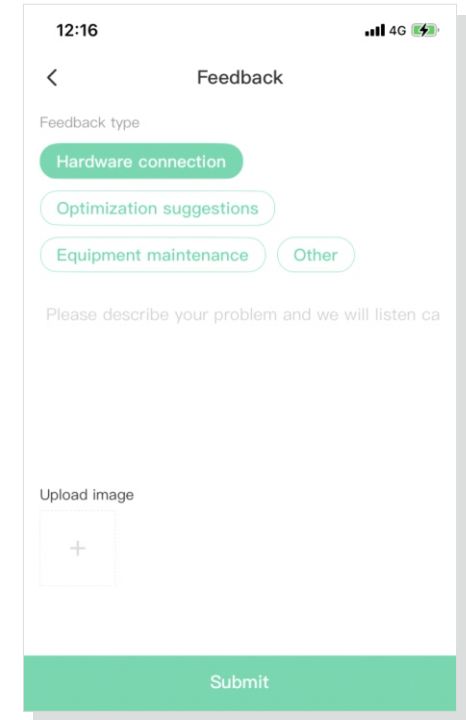 12:16
4G
Feedback
Feedback type
Hardware connection
Optimization suggestions
Equipment maintenance Other
Please describe your problem and we will listen ca
Upload image
Submit